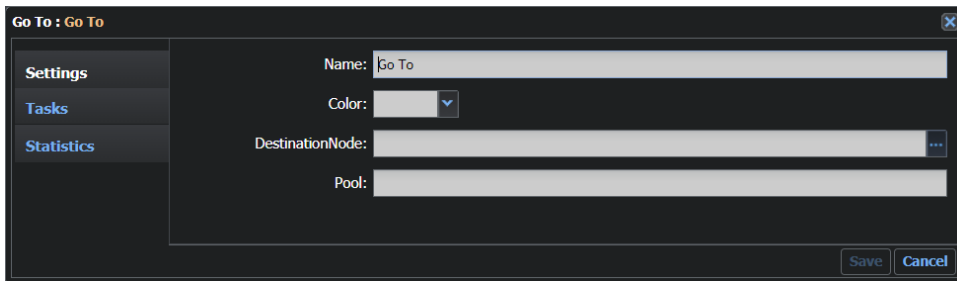 Go To : Go To
Settings
Tasks
Statistics
Name: Go To
Color:
DestinationNode: ...
Pool:
Save Cancel